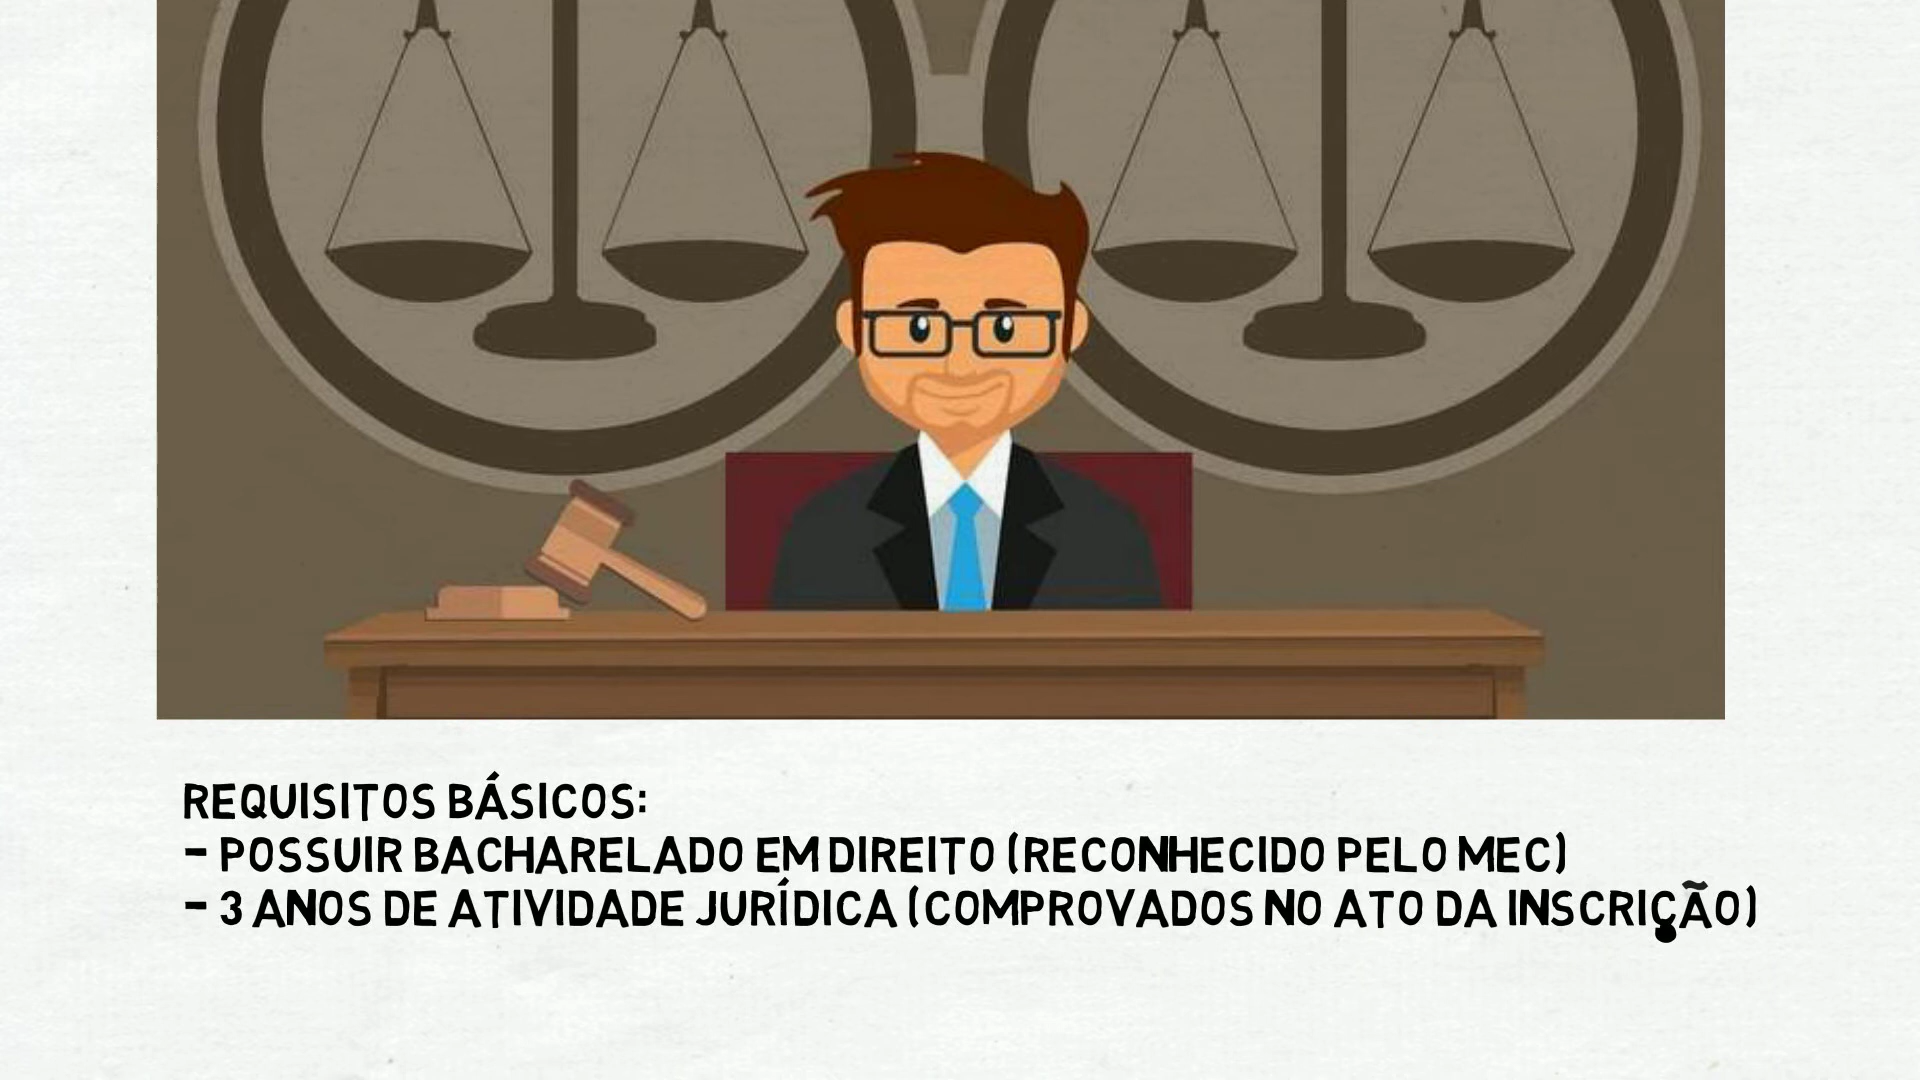 REQUISITOS BÁSICOS:
- POSSUIR BACHARELADO EM DIREITO (RECONHECIDO PELO MEC)
- 3 ANOS DE ATIVIDADE JURÍDICA (COMPROVADOS NO ATO DA INSCRIÇÃO)